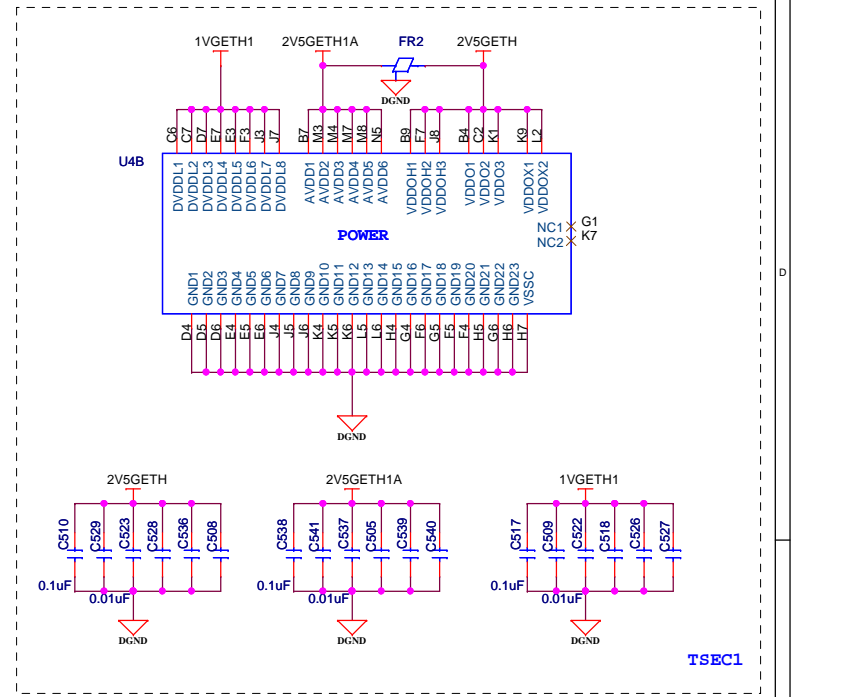 1VGETH1 2V5GETH1A FR2 2V5GETH
DGND
C6 C7 D7 E7 E3 F3 J3 J7 B7 M3 M4 M7 M8 N5 B9 F7 J8 B4 C2 K1 K9 L2
U4B
DVDDL1 DVDDL2 DVDDL3 DVDDL4 DVDDL5 DVDDL6 DVDDL7 DVDDL8 AVDD1 AVDD2 AVDD3 AVDD4 AVDD5 AVDD6 VDDOH1 VDDOH2 VDDOH3 VDDO1 VDDO2 VDDO3 VDDOX1 VDDOX2
NC1 G1
POWER
NC2 K7
D
GND1 GND2 GND3 GND4 GND5 GND6 GND7 GND8 GND9 GND10 GND11 GND12 GND13 GND14 GND15 GND16 GND17 GND18 GND19 GND20 GND21 GND22 GND23 VSSC
D4 D5 D6 E4 E5 E6 J4 J5 J6 K4 K5 K6 L5 L6 H4 G4 F6 G5 F5 F4 H5 G6 H6 H7
DGND
2V5GETH 2V5GETH1A 1VGETH1
C510 C529 C523 C528 C536 C508 C538 C541 C537 C505 C539 C540 C517 C509 C522 C518 C526 C527
0.1uF 0.1uF 0.1uF
0.01uF 0.01uF 0.01uF
DGND DGND DGND
TSEC1